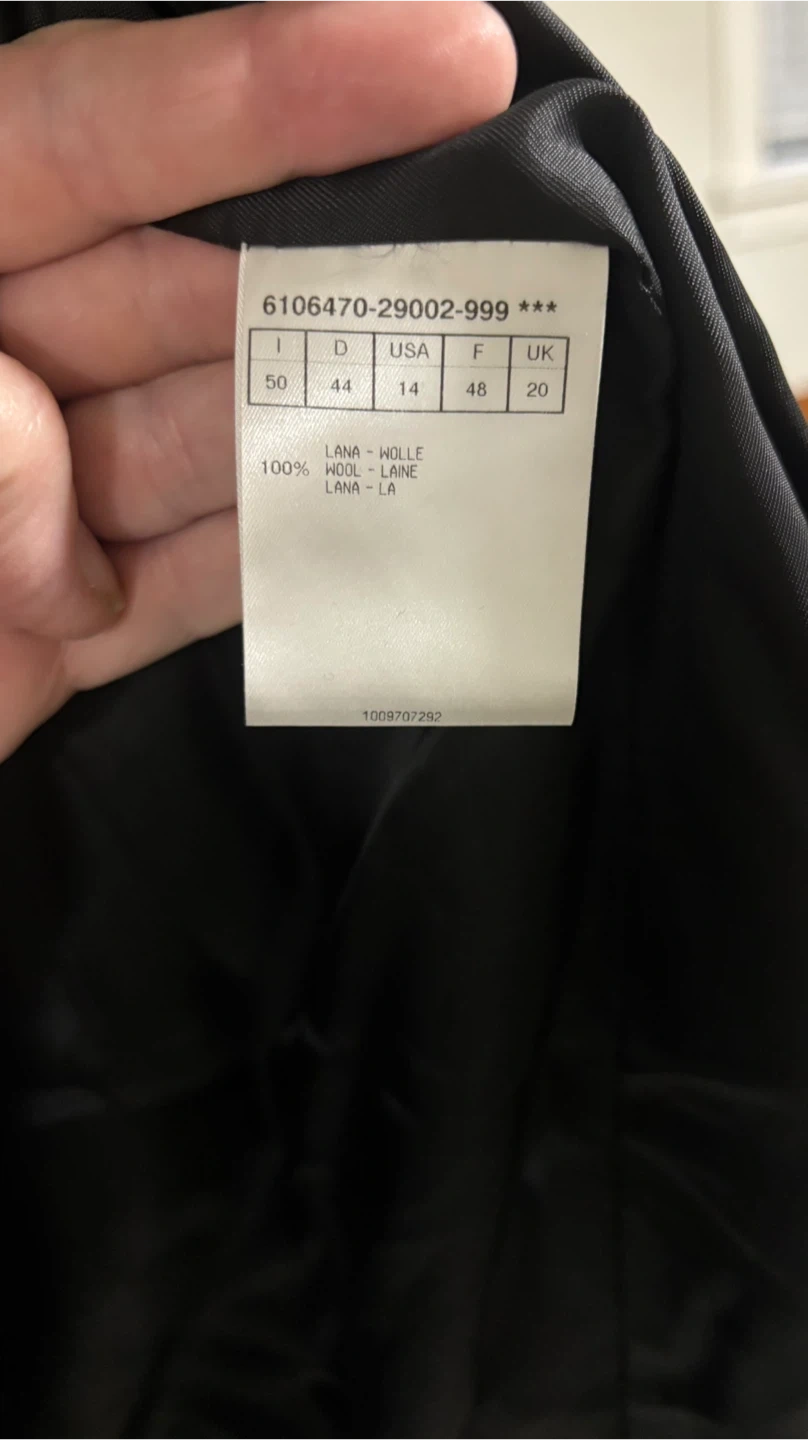 6106470-29002-999 ***
I D USA F UK
50 44 14 48 20
LANA - WOLLE
100% WOOL - LAINE
LANA - LA
1009707292